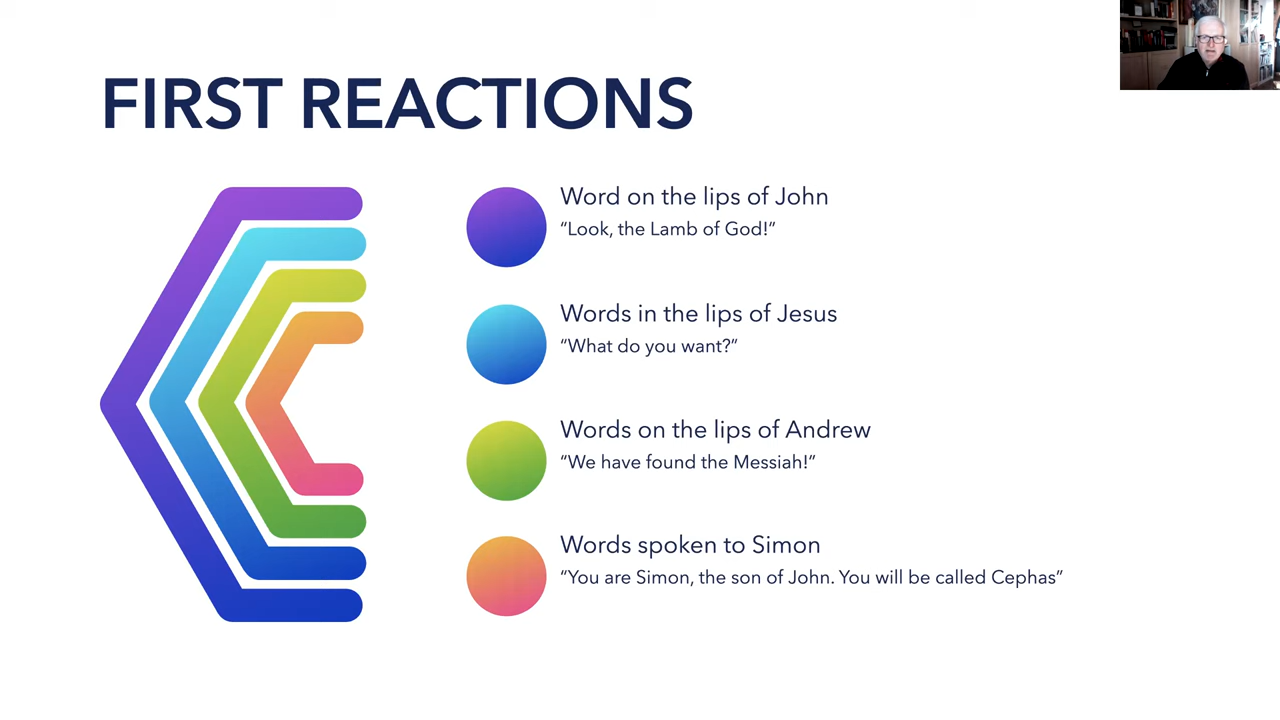 FIRST REACTIONS
Word on the lips of John
“Look, the Lamb of God!”
Words in the lips of Jesus
“What do you want?”
Words on the lips of Andrew
“We have found the Messiah!”
Words spoken to Simon
“You are Simon, the son of John. You will be called Cephas”